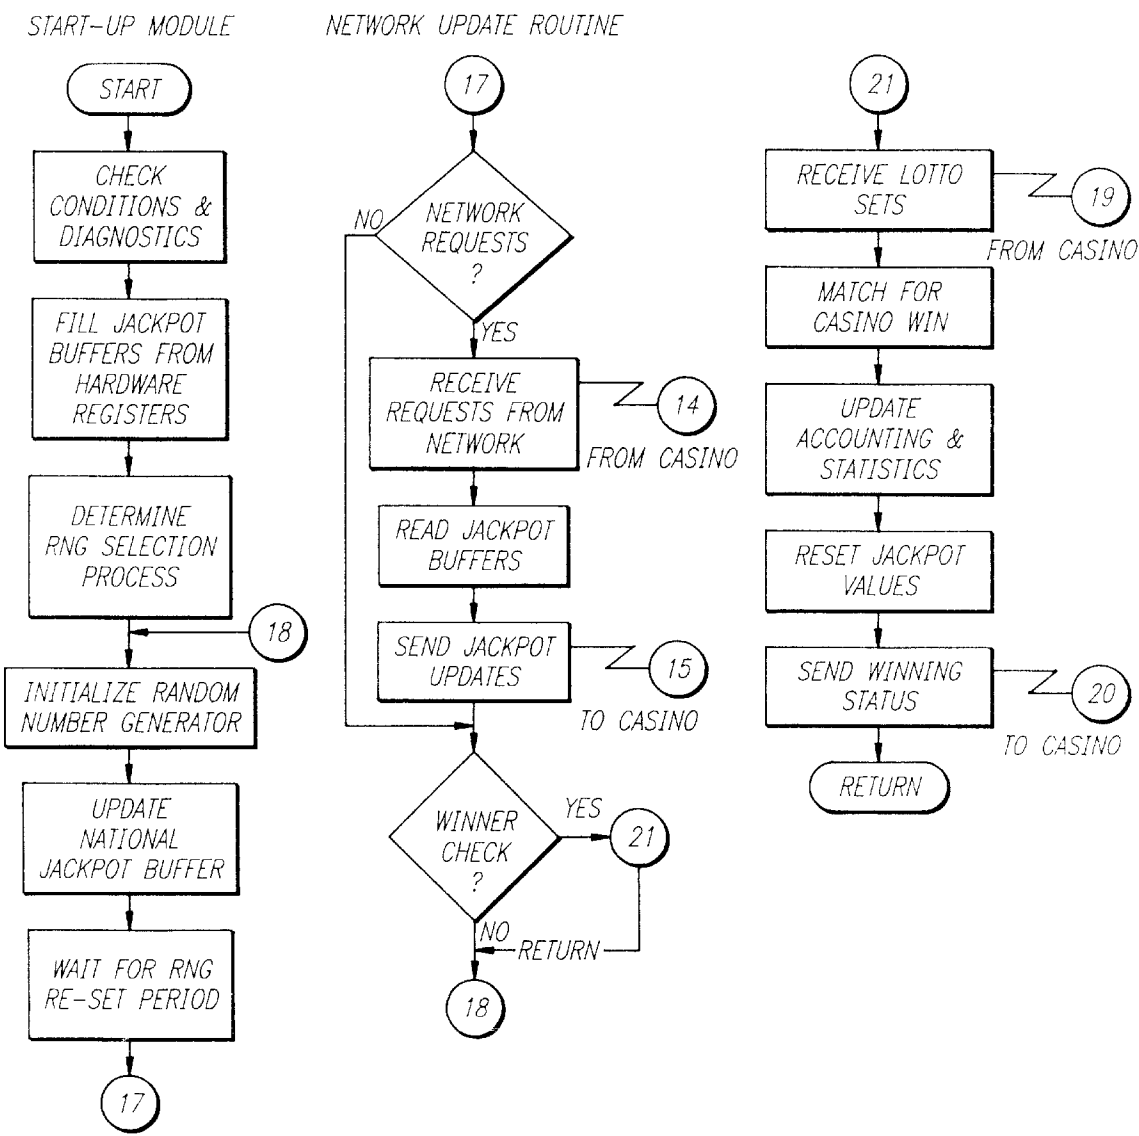 START-UP MODULE
START
CHECK
CONDITIONS &
DIAGNOSTICS
FILL JACKPOT
BUFFERS FROM
HARDWARE
REGISTERS
DETERMINE
RNG SELECTION
PROCESS
18
INITIALIZE RANDOM
NUMBER GENERATOR
UPDATE
NATIONAL
JACKPOT BUFFER
WAIT FOR RNG
RE-SET PERIOD
17
NETWORK UPDATE ROUTINE
17
NETWORK
REQUESTS
?
NO
YES
RECEIVE
REQUESTS FROM
NETWORK
14
FROM CASINO
READ JACKPOT
BUFFERS
SEND JACKPOT
UPDATES
15
TO CASINO
WINNER
CHECK
?
YES
21
NO
RETURN
18
21
RECEIVE LOTTO
SETS
19
FROM CASINO
MATCH FOR
CASINO WIN
UPDATE
ACCOUNTING &
STATISTICS
RESET JACKPOT
VALUES
SEND WINNING
STATUS
20
TO CASINO
RETURN